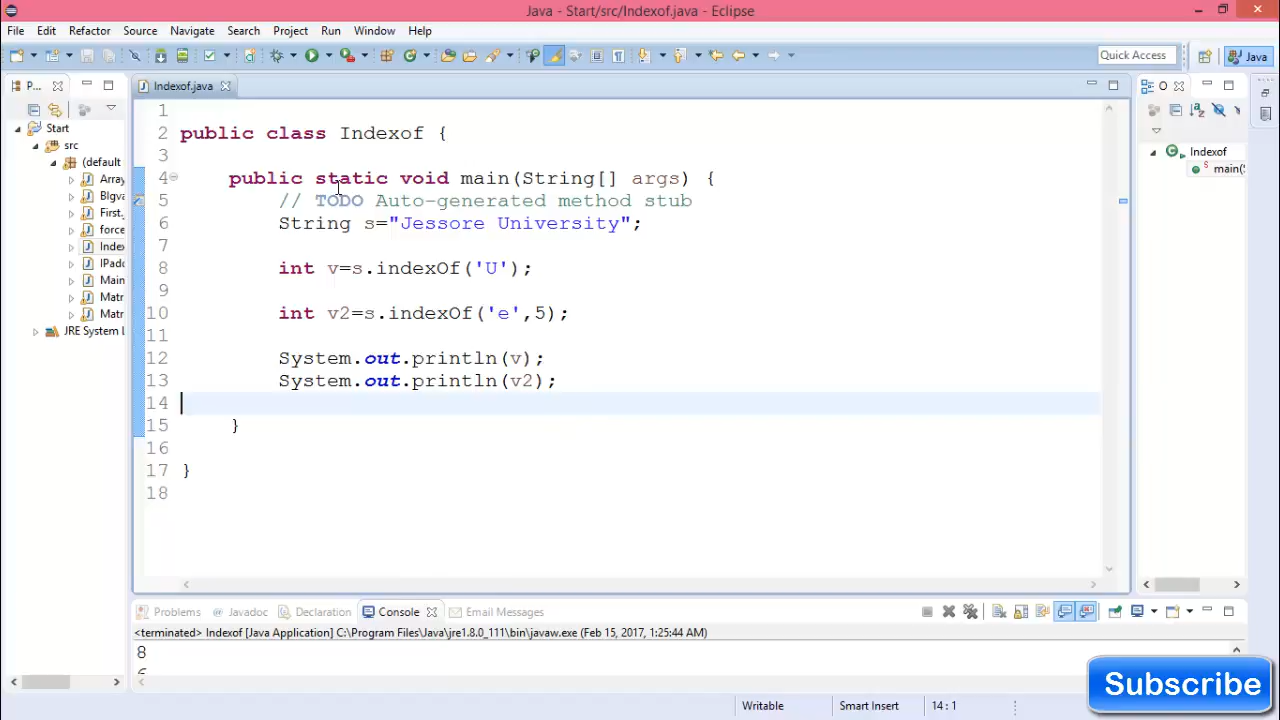 Java - Start/src/Indexof.java - Eclipse
File Edit Refactor Source Navigate Search Project Run Window Help
Quick Access Java
P... Indexof.java O
Start
src
(default
Array
BIgva
First.
force
Index
IPado
Main
Matr
Matr
JRE System L
1
2 public class Indexof {
3
4 public static void main(String[] args) {
5 // TODO Auto-generated method stub
6 String s="Jessore University";
7
8 int v=s.indexOf('U');
9
10 int v2=s.indexOf('e',5);
11
12 System.out.println(v);
13 System.out.println(v2);
14
15 }
16
17 }
18
Indexof
main(S
Problems @ Javadoc Declaration Console Email Messages
<terminated> Indexof [Java Application] C:\Program Files\Java\jre1.8.0_111\bin\javaw.exe (Feb 15, 2017, 1:25:44 AM)
8
6
Subscribe
Writable Smart Insert 14 : 1